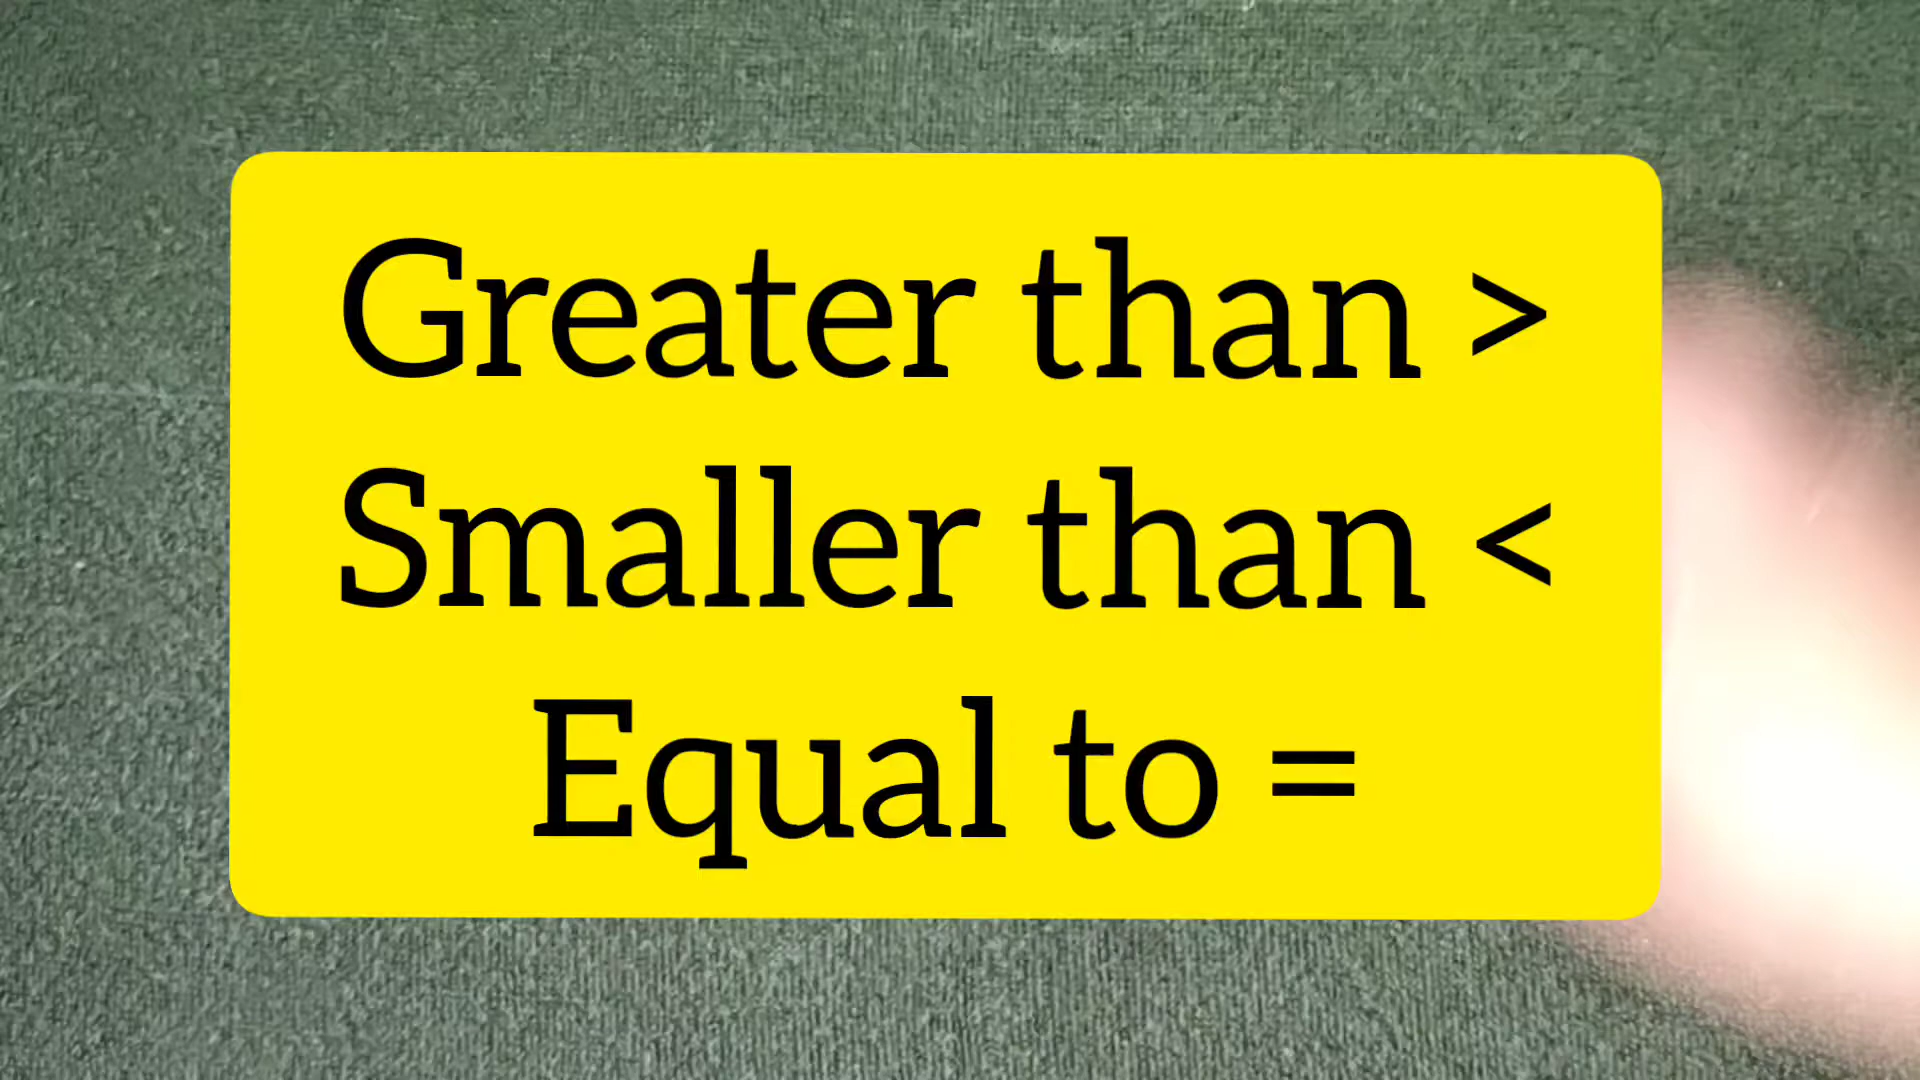 Greater than >
Smaller than <
Equal to =